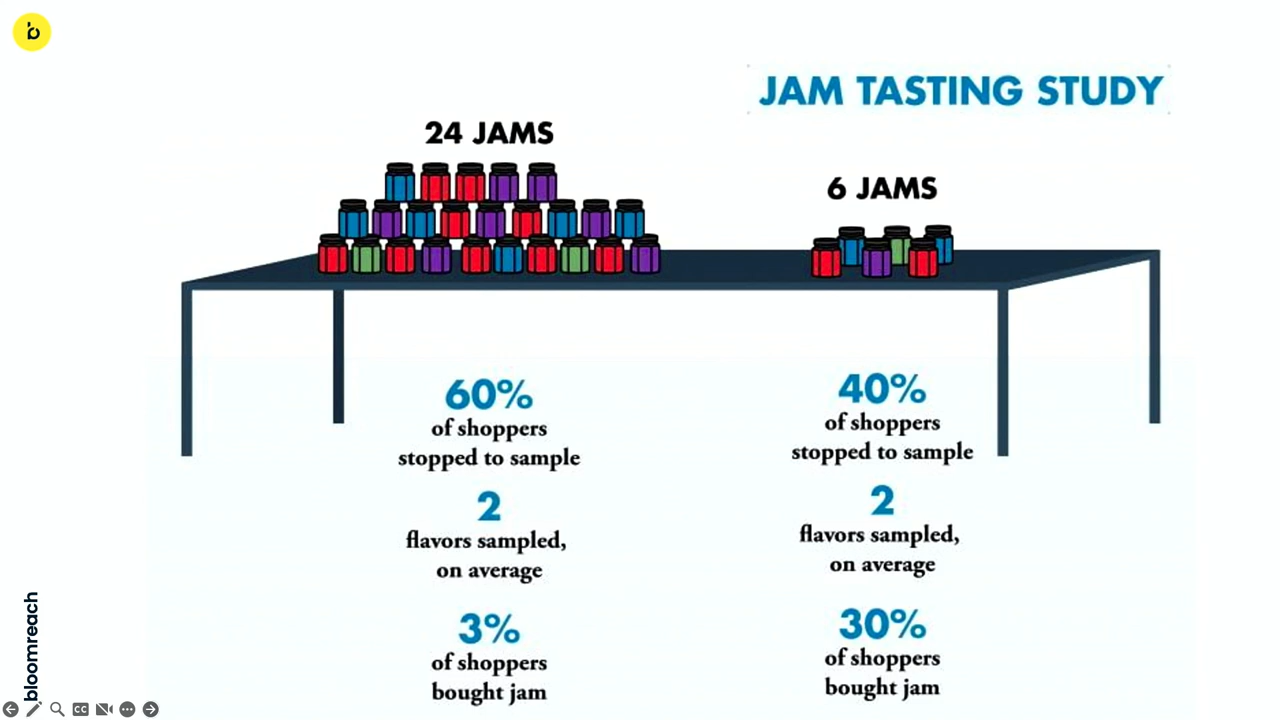 JAM TASTING STUDY
24 JAMS
6 JAMS
60%
of shoppers
stopped to sample
2
flavors sampled,
on average
3%
of shoppers
bought jam
40%
of shoppers
stopped to sample
2
flavors sampled,
on average
30%
of shoppers
bought jam
bloomreach
b
CC